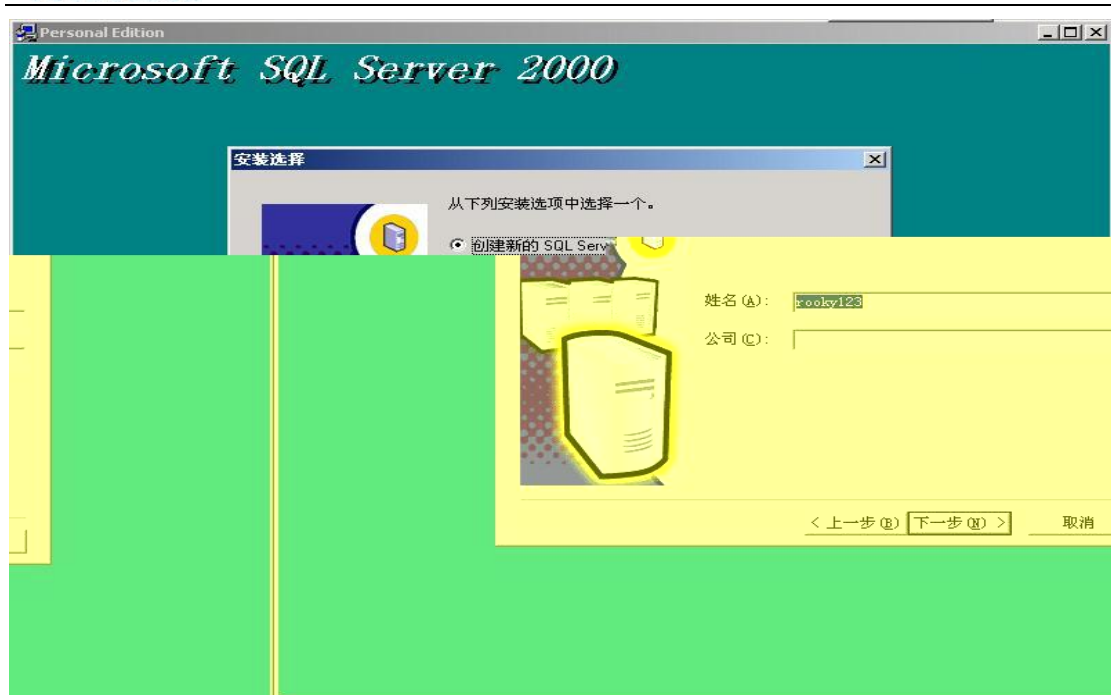 Personal Edition
Microsoft SQL Server 2000
安装选择
从下列安装选项中选择一个。
创建新的 SQL Serv
姓名(A): rooky123
公司(C):
< 上一步(B) 下一步(N) > 取消